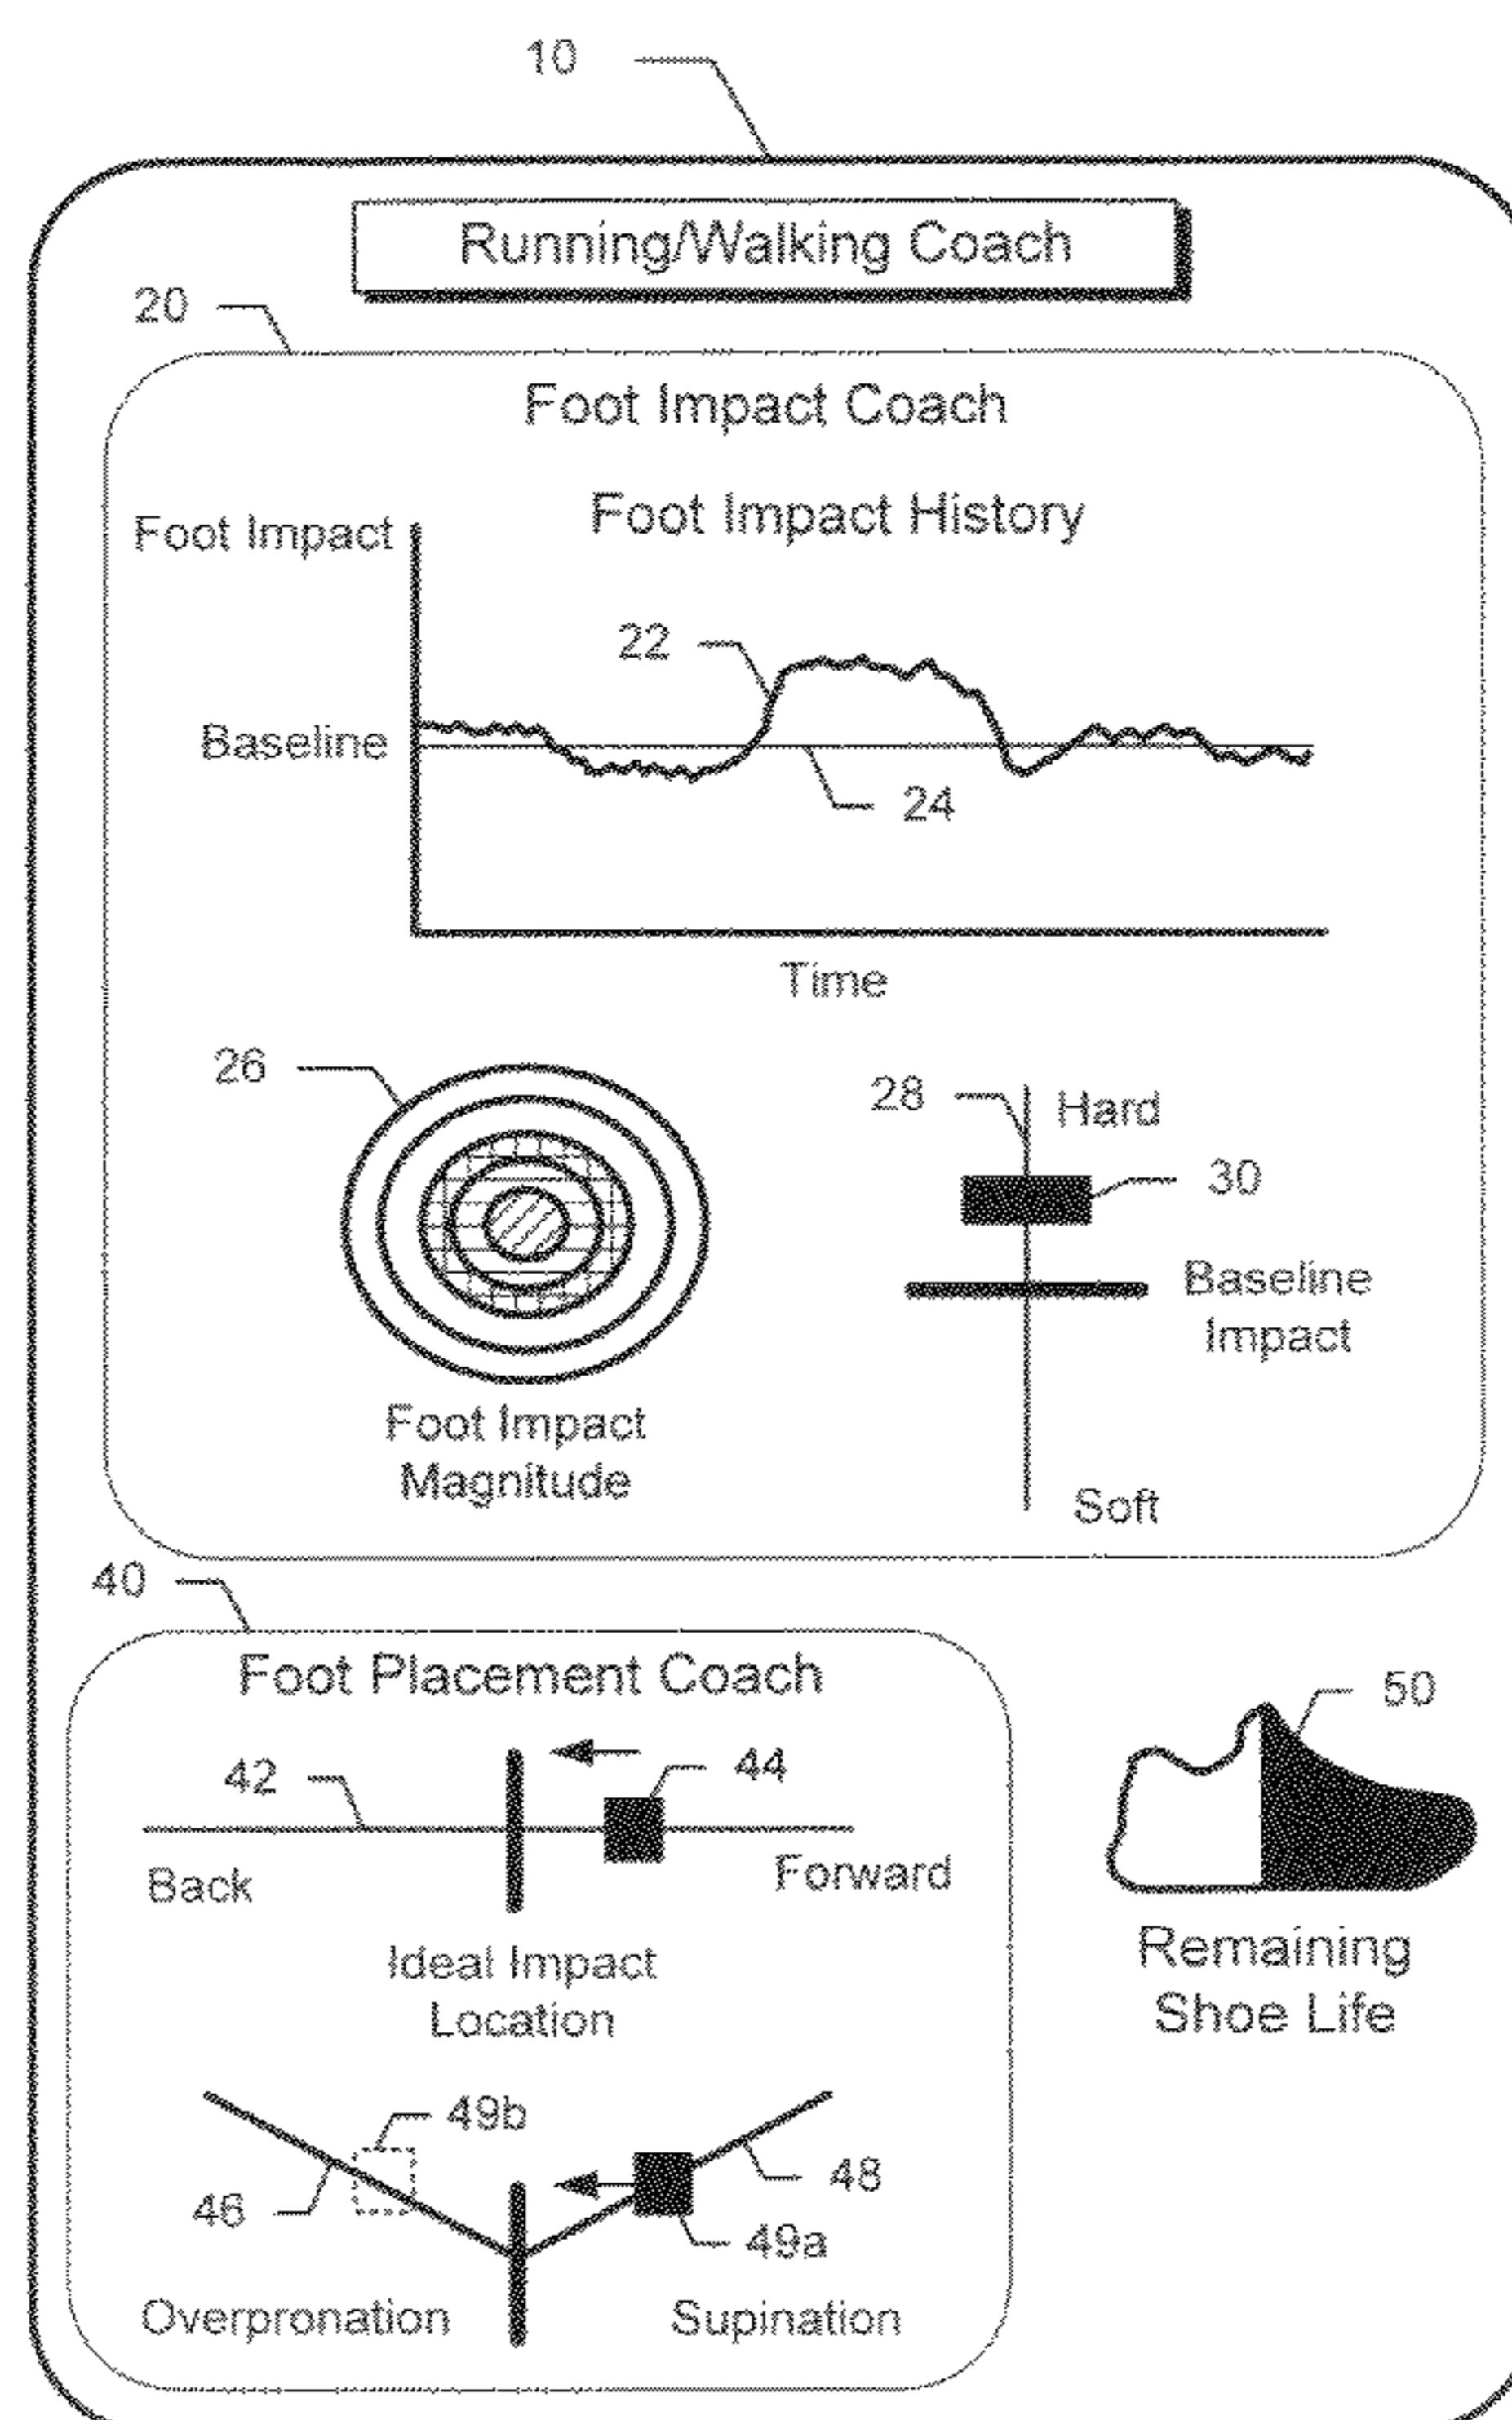 10
Running/Walking Coach
20
Foot Impact Coach
Foot Impact History
Foot Impact
22
Baseline
24
Time
26
28
Hard
30
Baseline
Impact
Foot Impact
Magnitude
Soft
40
Foot Placement Coach
50
42
44
Back
Forward
Ideal Impact
Location
Remaining
Shoe Life
49b
46
48
49a
Overpronation
Supination